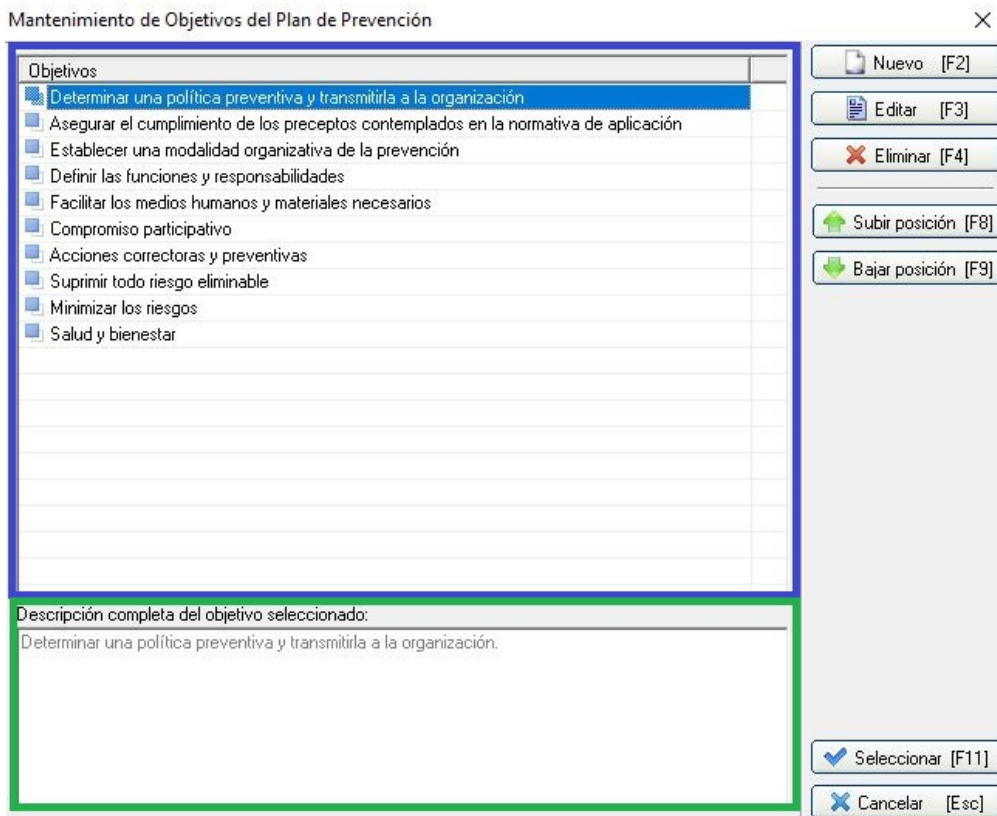 Mantenimiento de Objetivos del Plan de Prevención
Objetivos
Determinar una política preventiva y transmitirla a la organización
Asegurar el cumplimiento de los preceptos contemplados en la normativa de aplicación
Establecer una modalidad organizativa de la prevención
Definir las funciones y responsabilidades
Facilitar los medios humanos y materiales necesarios
Compromiso participativo
Acciones correctoras y preventivas
Suprimir todo riesgo eliminable
Minimizar los riesgos
Salud y bienestar
Descripción completa del objetivo seleccionado:
Determinar una política preventiva y transmitirla a la organización.
Nuevo [F2]
Editar [F3]
Eliminar [F4]
Subir posición [F8]
Bajar posición [F9]
Seleccionar [F11]
Cancelar [Esc]